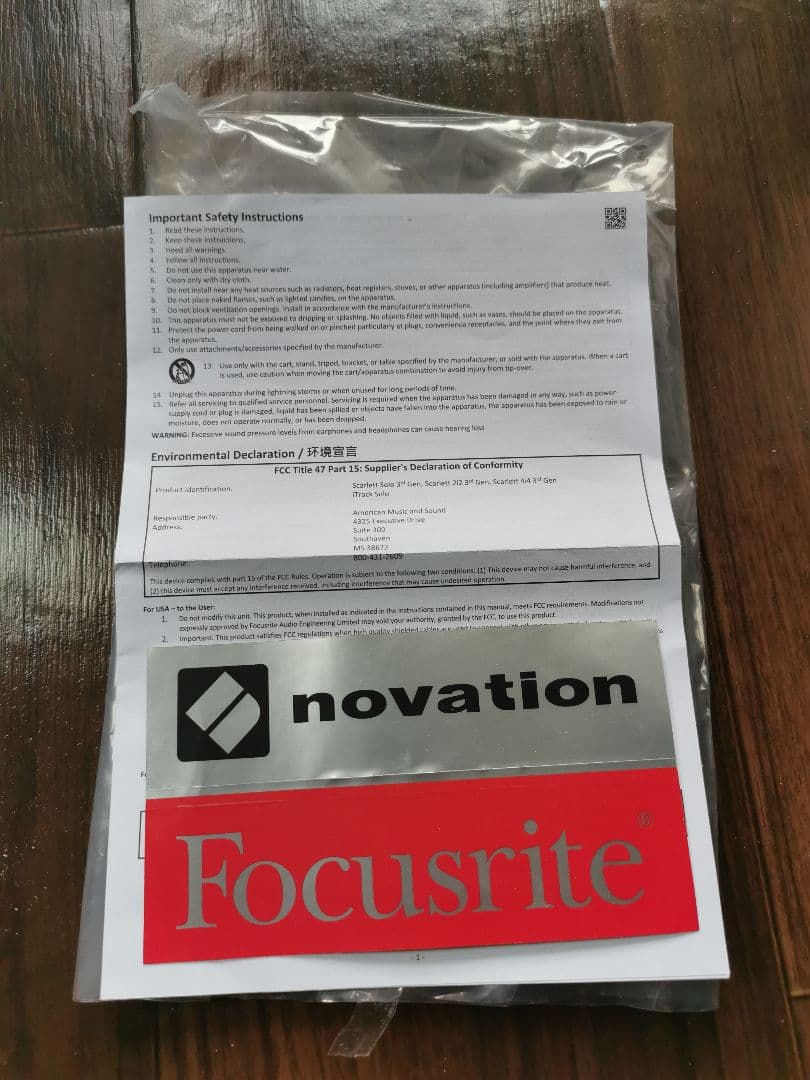 Important Safety Instructions
1. Read these instructions.
2. Keep these instructions.
3. Heed all warnings.
4. Follow all instructions.
5. Do not use this apparatus near water.
6. Clean only with dry cloth.
7. Do not install near any heat sources such as radiators, heat registers, stoves, or other apparatus (including amplifiers) that produce heat.
8. Do not place naked flames, such as lighted candles, on the apparatus.
9. Do not block ventilation openings. Install in accordance with the manufacturer's instructions.
10. This apparatus must not be exposed to dripping or splashing. No objects filled with liquid, such as vases, should be placed on the apparatus.
11. Protect the power cord from being walked on or pinched particularly at plugs, convenience receptacles, and the point where they exit from
the apparatus.
12. Only use attachments/accessories specified by the manufacturer.
13. Use only with the cart, stand, tripod, bracket, or table specified by the manufacturer, or sold with the apparatus. When a cart
is used, use caution when moving the cart/apparatus combination to avoid injury from tip-over.
14. Unplug this apparatus during lightning storms or when unused for long periods of time.
15. Refer all servicing to qualified service personnel. Servicing is required when the apparatus has been damaged in any way, such as power-
supply cord or plug is damaged, liquid has been spilled or objects have fallen into the apparatus, the apparatus has been exposed to rain or
moisture, does not operate normally, or has been dropped.
WARNING: Excessive sound pressure levels from earphones and headphones can cause hearing loss
Environmental Declaration / 环境宣言
FCC Title 47 Part 15: Supplier's Declaration of Conformity
Product Identification: Scarlett Solo 3rd Gen, Scarlett 2i2 3rd Gen, Scarlett 4i4 3rd Gen
iTrack Solo
Responsible party: American Music and Sound
Address: 4325 Executive Drive
Suite 300
Southaven
MS 38672
Telephone: 800-431-2609
This device complies with part 15 of the FCC Rules. Operation is subject to the following two conditions: (1) This device may not cause harmful interference, and
(2) this device must accept any interference received, including interference that may cause undesired operation.
For USA – to the User:
1. Do not modify this unit. This product, when installed as indicated in the instructions contained in this manual, meets FCC requirements. Modifications not
expressly approved by Focusrite Audio Engineering Limited may void your authority, granted by the FCC, to use this product.
2. Important: This product satisfies FCC regulations when high quality shielded cables are used to connect with other
novation
Focusrite®
- 1 -